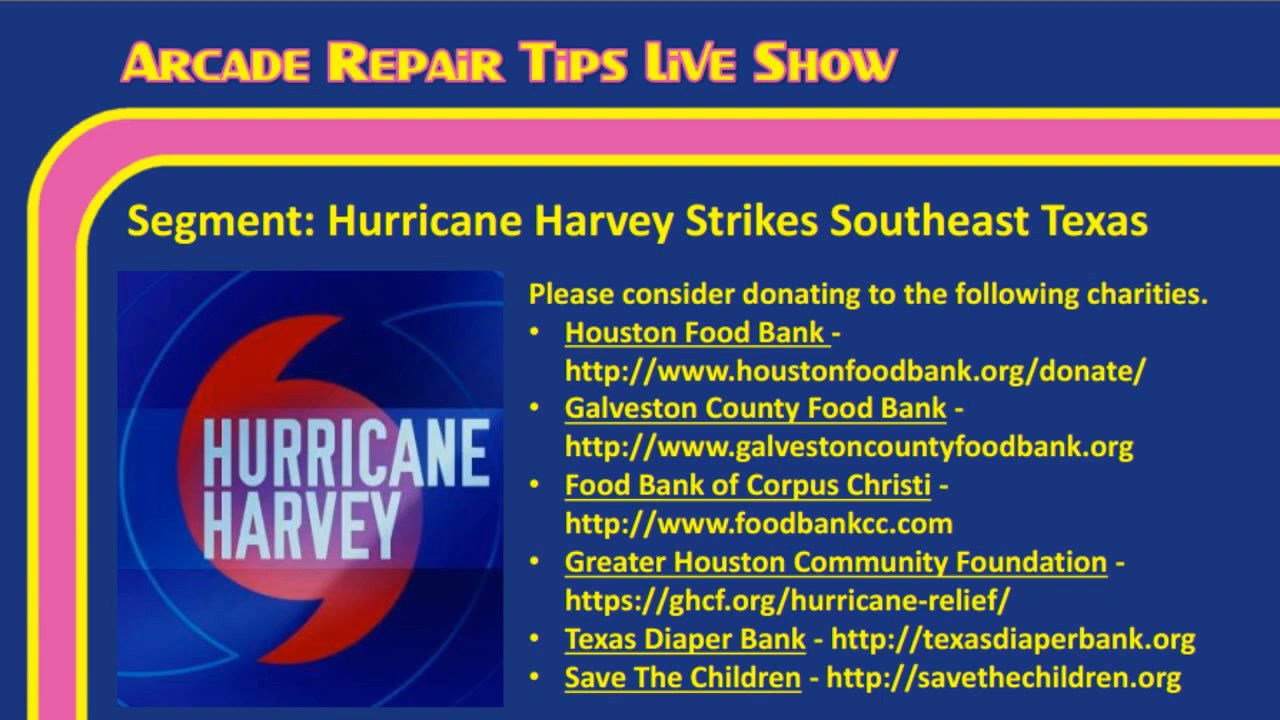 Arcade Repair Tips Live Show
Segment: Hurricane Harvey Strikes Southeast Texas
HURRICANE
HARVEY
Please consider donating to the following charities.
• Houston Food Bank -
http://www.houstonfoodbank.org/donate/
• Galveston County Food Bank -
http://www.galvestoncountyfoodbank.org
• Food Bank of Corpus Christi -
http://www.foodbankcc.com
• Greater Houston Community Foundation -
https://ghcf.org/hurricane-relief/
• Texas Diaper Bank - http://texasdiaperbank.org
• Save The Children - http://savethechildren.org